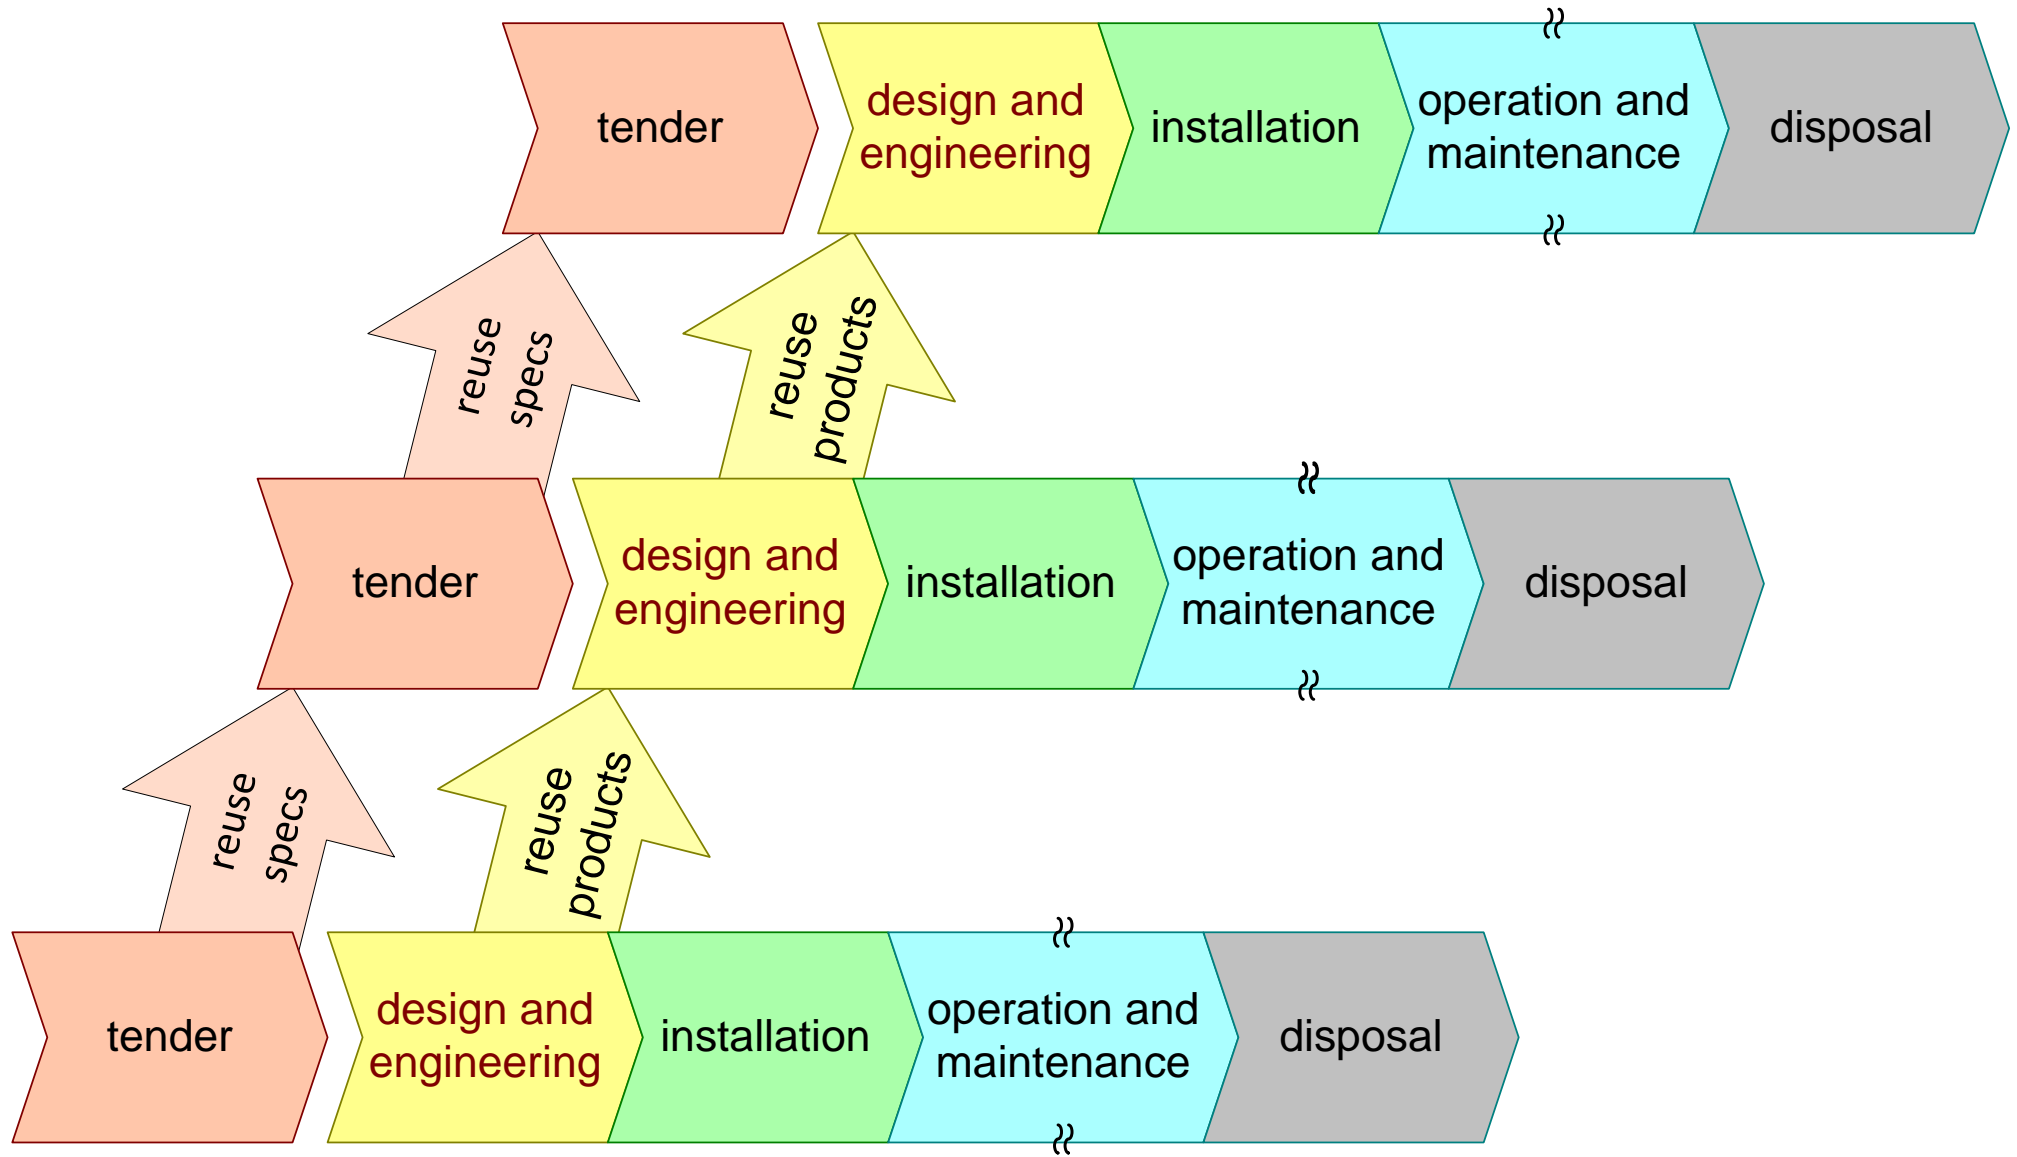 tender
design and
engineering
installation
operation and
maintenance
disposal
reuse
specs
reuse
products
tender
design and
engineering
installation
operation and
maintenance
disposal
reuse
specs
reuse
products
tender
design and
engineering
installation
operation and
maintenance
disposal